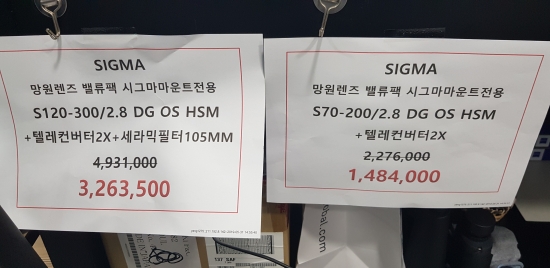 SIGMA
망원렌즈 밸류팩 시그마마운트전용
S120-300/2.8 DG OS HSM
+텔레컨버터2X+세라믹필터105MM
4,931,000
3,263,500
SIGMA
망원렌즈 밸류팩 시그마마운트전용
S70-200/2.8 DG OS HSM
+텔레컨버터2X
2,276,000
1,484,000